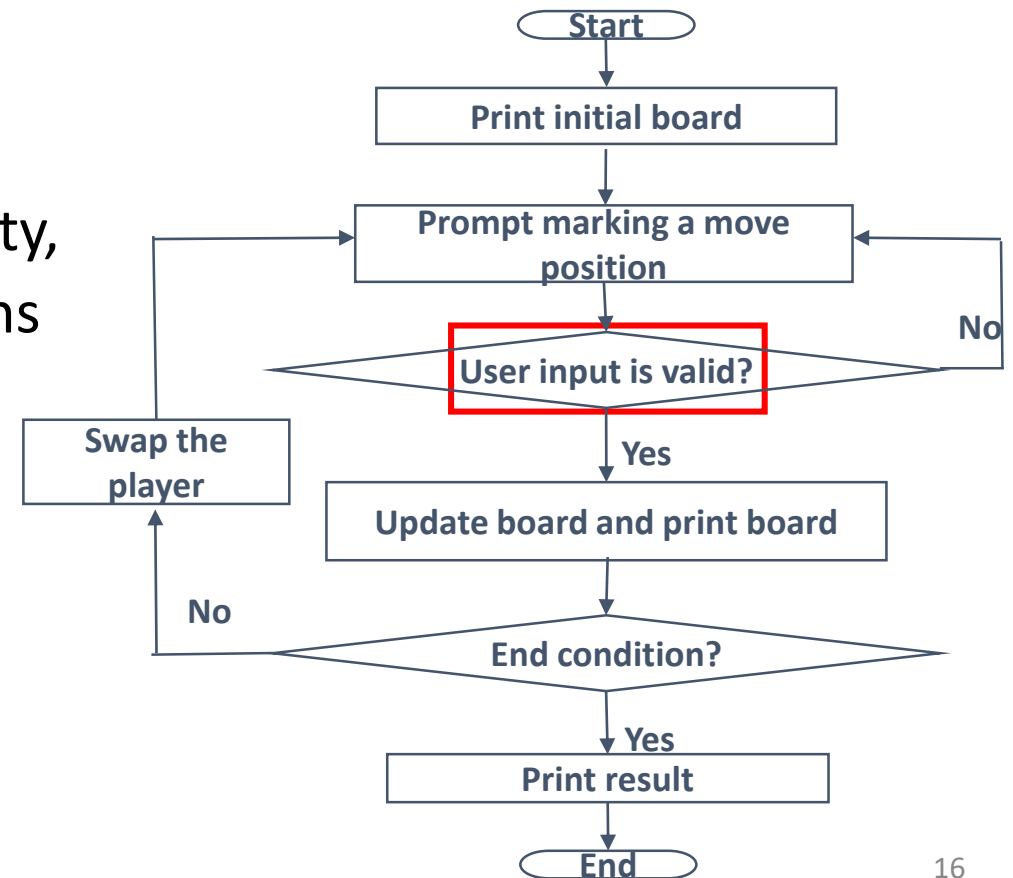 Start
Print initial board
ty,
ns
Prompt marking a move
position
No
User input is valid?
Swap the
player
Yes
Update board and print board
No
End condition?
Yes
Print result
End
16